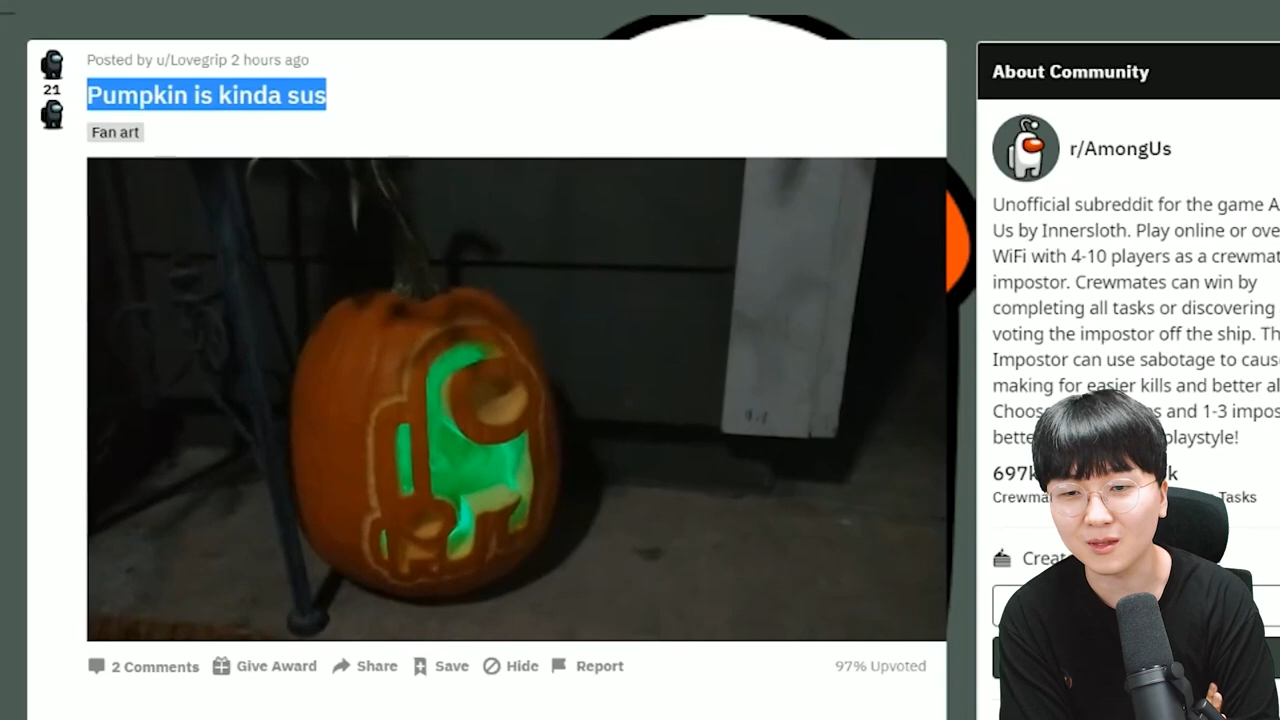 Posted by u/Lovegrip 2 hours ago
21
Pumpkin is kinda sus
Fan art
2 Comments Give Award Share Save Hide Report 97% Upvoted
About Community
r/AmongUs
Unofficial subreddit for the game
Us by Innersloth. Play online or
WiFi with 4-10 players as a
impostor. Crewmates can win by
completing all tasks or discovering
voting the impostor off the ship.
Impostor can use sabotage to
making for easier kills and better
and 1-3
playstyle!
697k
Tasks